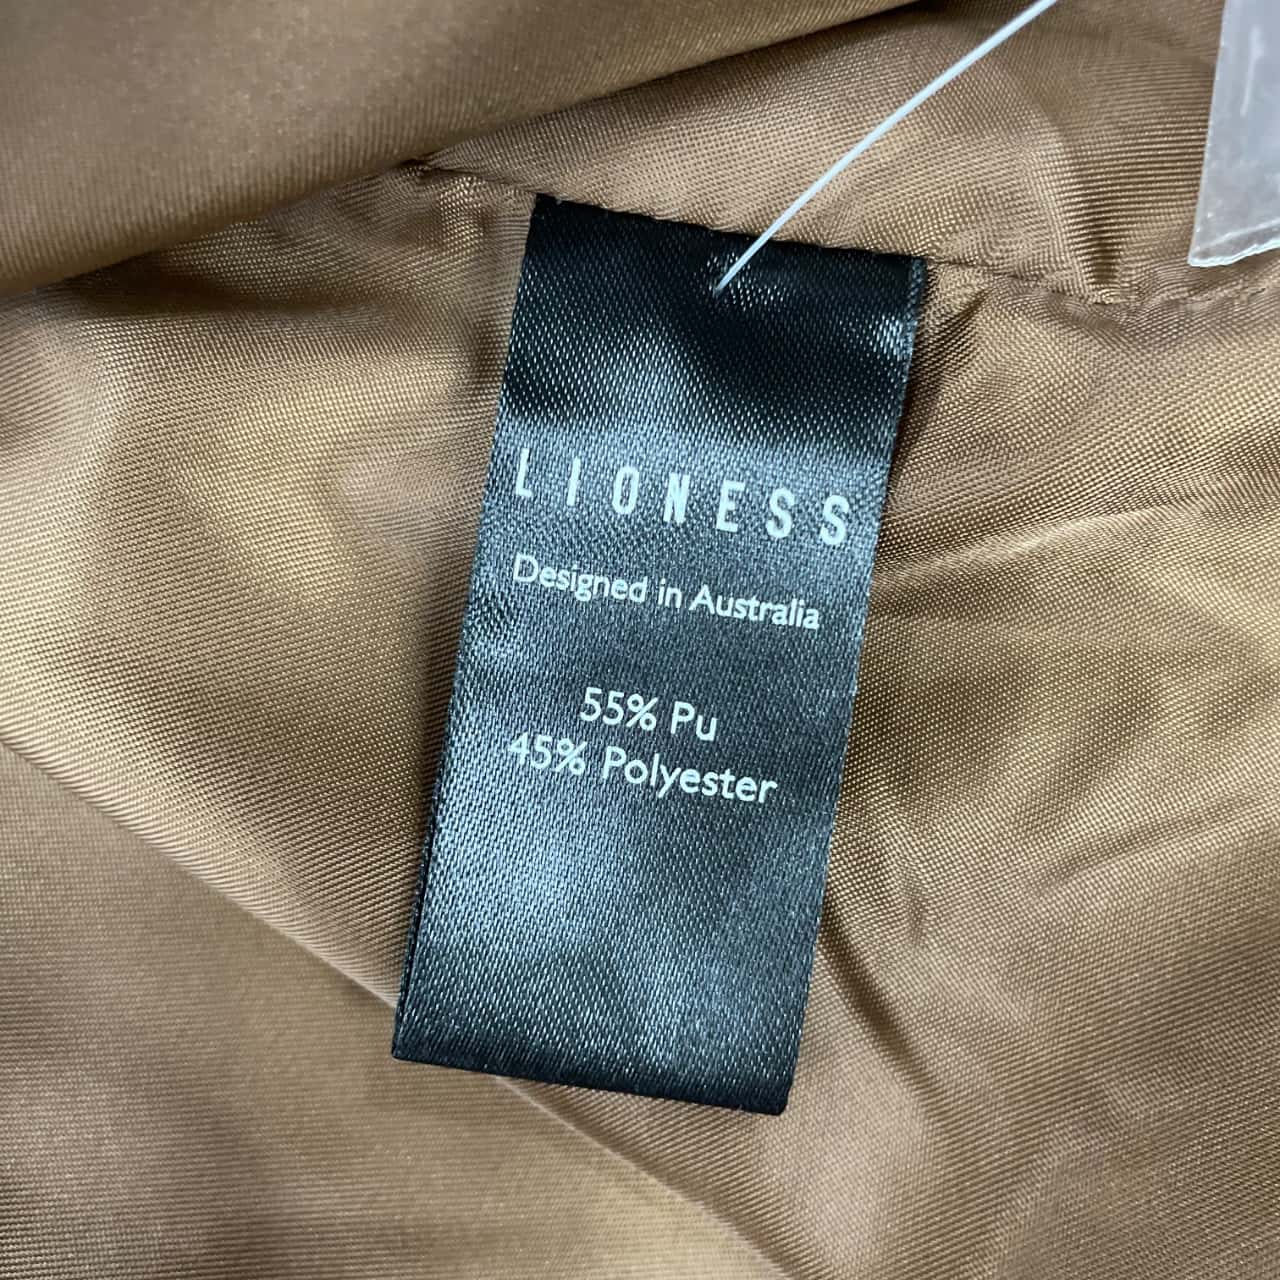 LIONESS
Designed in Australia
55% Pu
45% Polyester